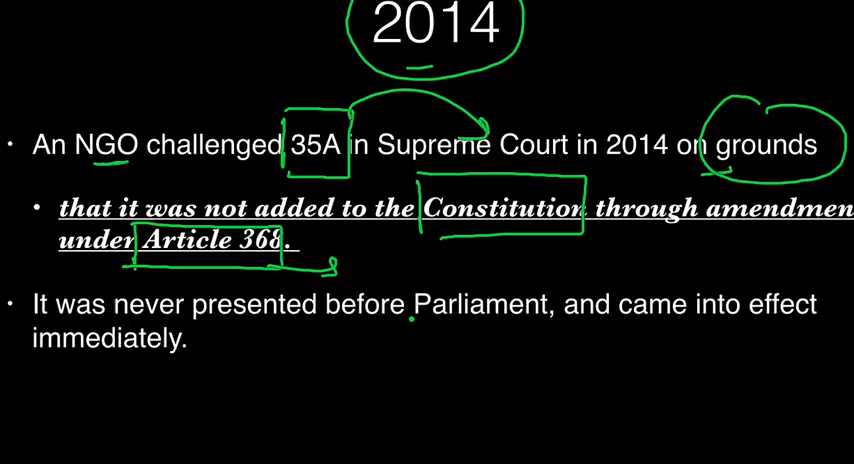 2014
• An NGO challenged 35A in Supreme Court in 2014 on grounds
• that it was not added to the Constitution through amendmen
under Article 368.
• It was never presented before Parliament, and came into effect
immediately.